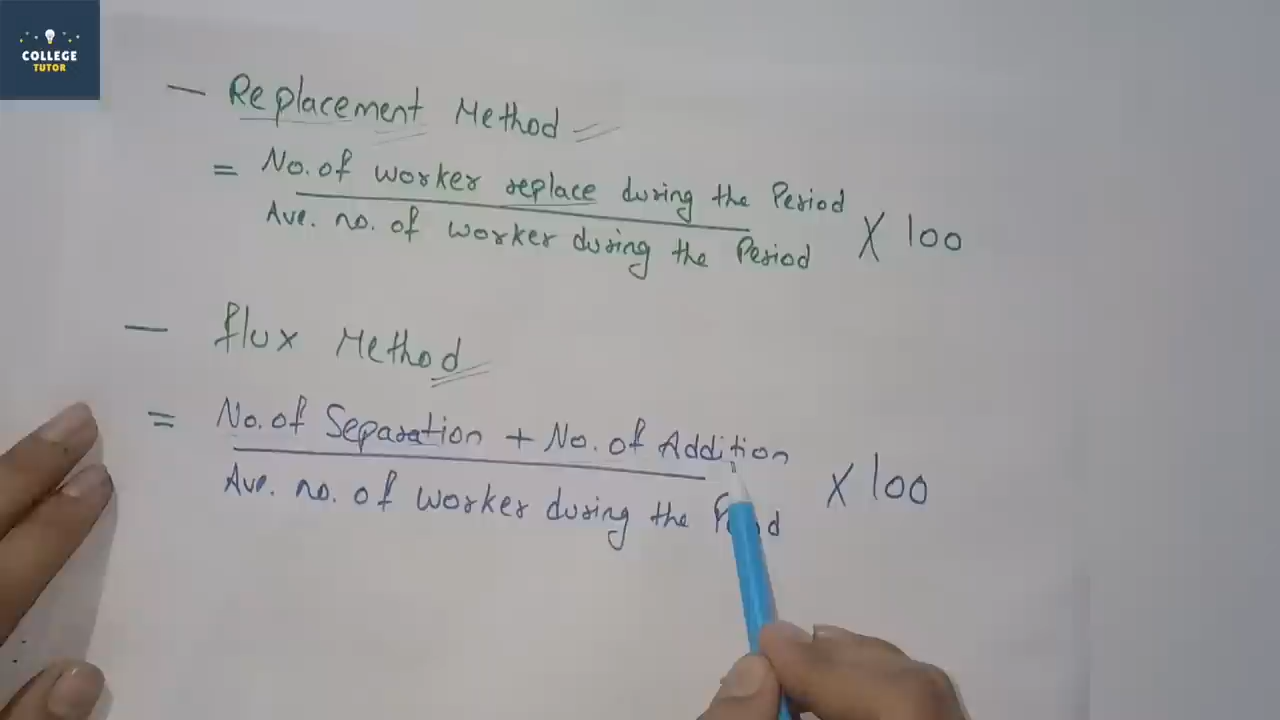 COLLEGE
TUTOR
— Replacement Method
= No. of worker replace during the Period
Ave. no. of worker during the Period X 100
— flux Method
= No. of Separation + No. of Addition
Ave. no. of worker during the X 100